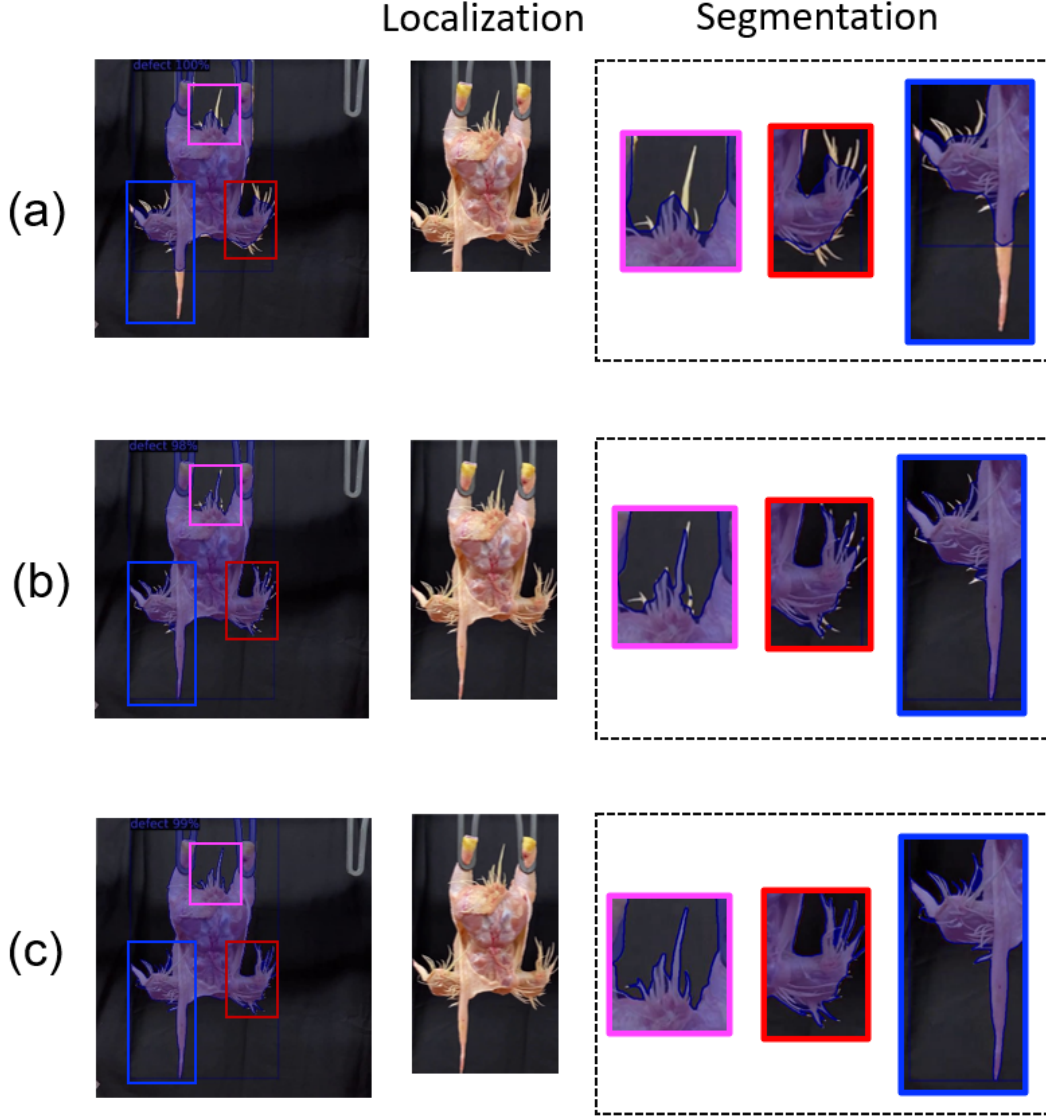 Localization Segmentation
defect 100%
(a)
defect 98%
(b)
defect 99%
(c)